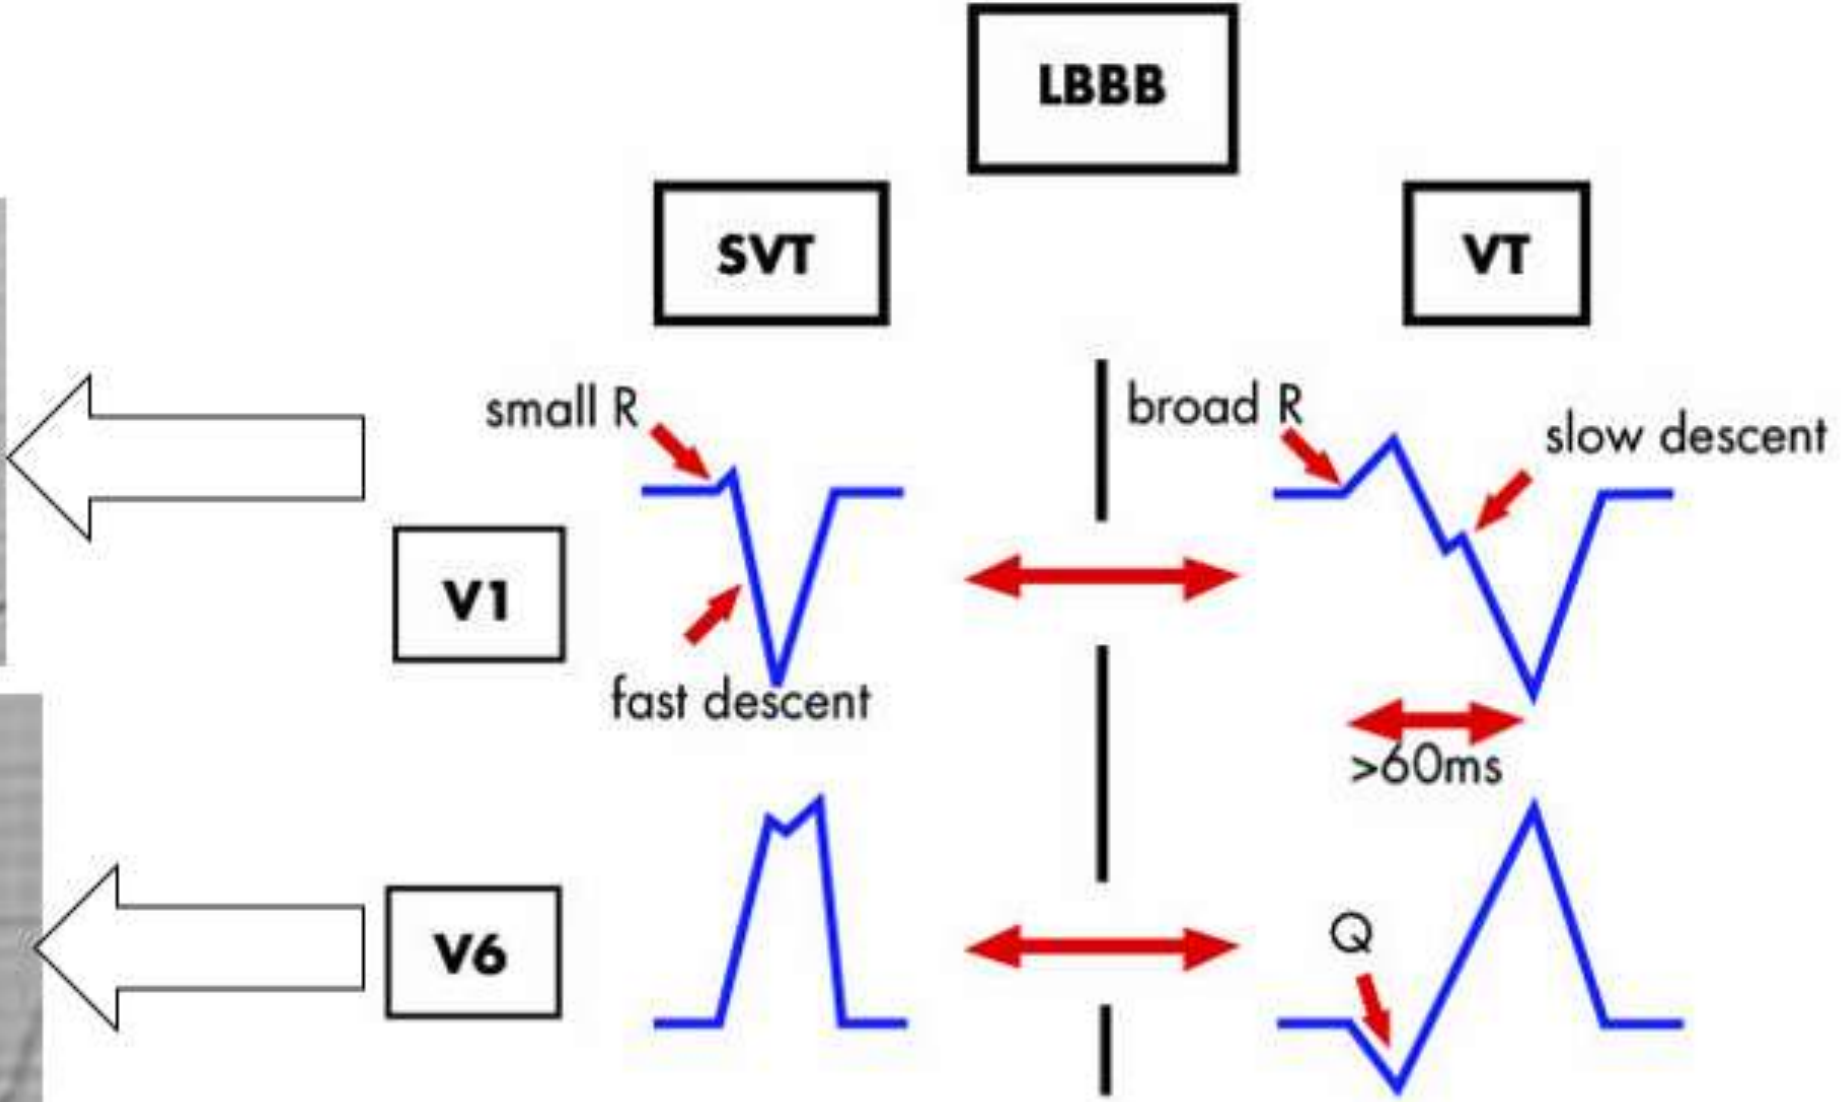 LBBB
SVT
VT
small R
broad R
slow descent
V1
fast descent
>60ms
V6
Q